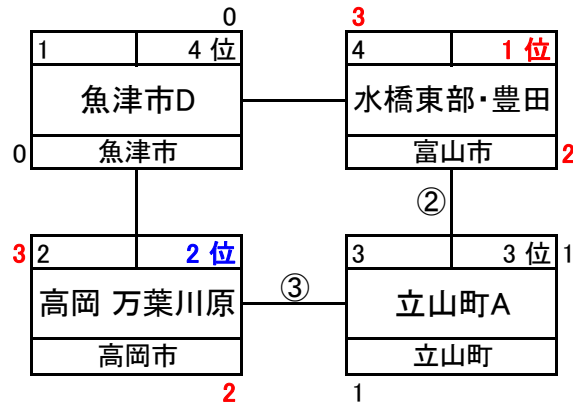 0 3
1 4 位 4 1 位
魚津市D 水橋東部・豊田
0 魚津市 富山市 2
②
3 2 2 位 3 3 位 1
高岡 万葉川原 ③ 立山町A
高岡市 立山町
2 1